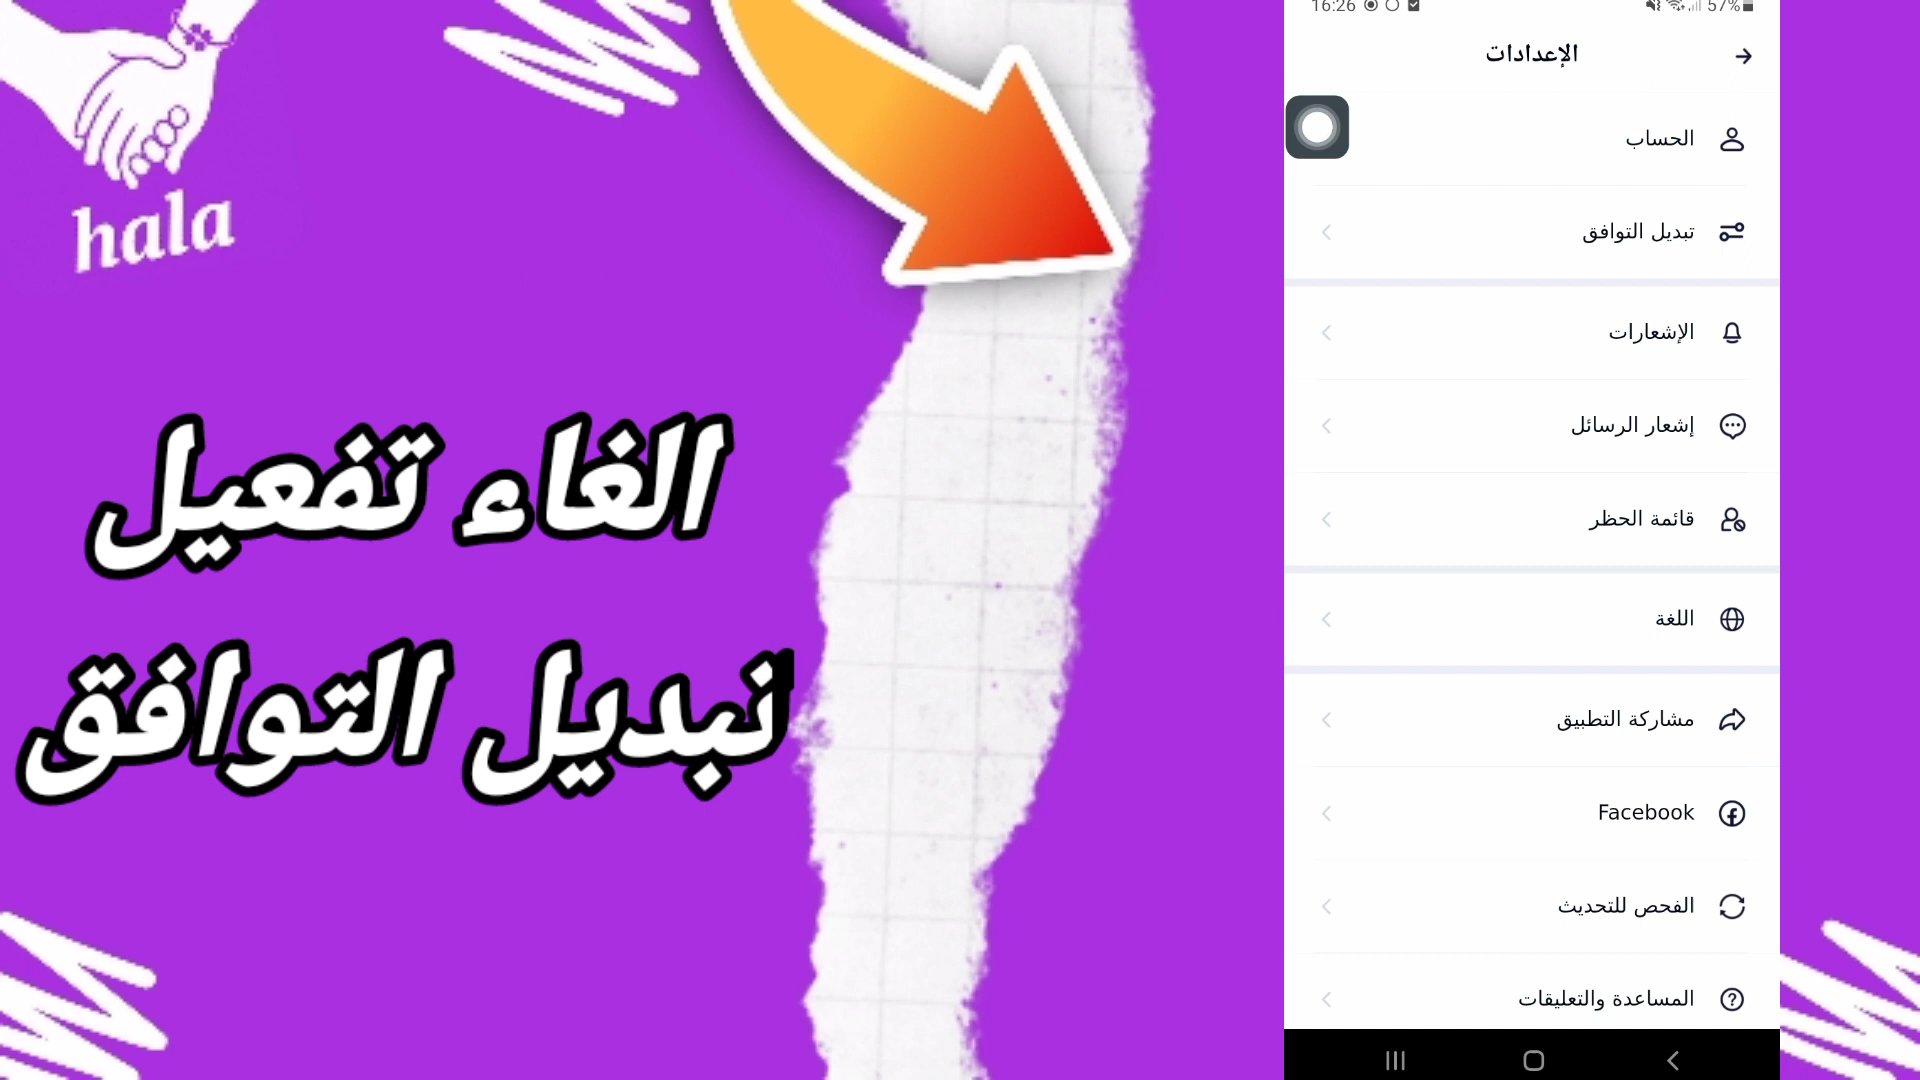 hala
الغاء تفعيل
نبديل التوافق
16:26
57%
الإعدادات
الحساب
تبديل التوافق
الإشعارات
إشعار الرسائل
قائمة الحظر
اللغة
مشاركة التطبيق
Facebook
الفحص للتحديث
المساعدة والتعليقات